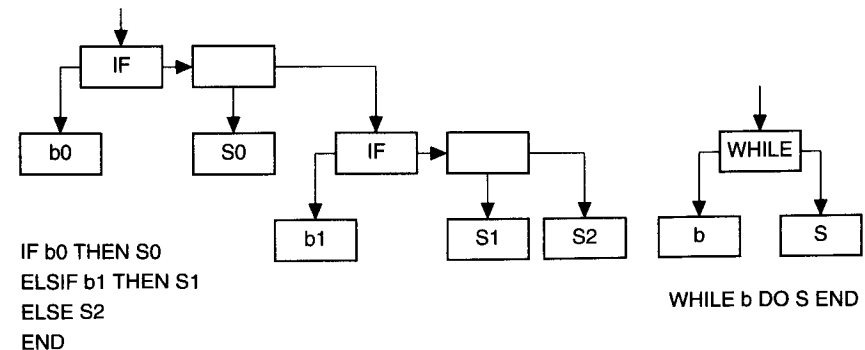 IF
b0
S0
IF
b1
S1
S2
IF b0 THEN S0
ELSIF b1 THEN S1
ELSE S2
END
WHILE
b
S
WHILE b DO S END